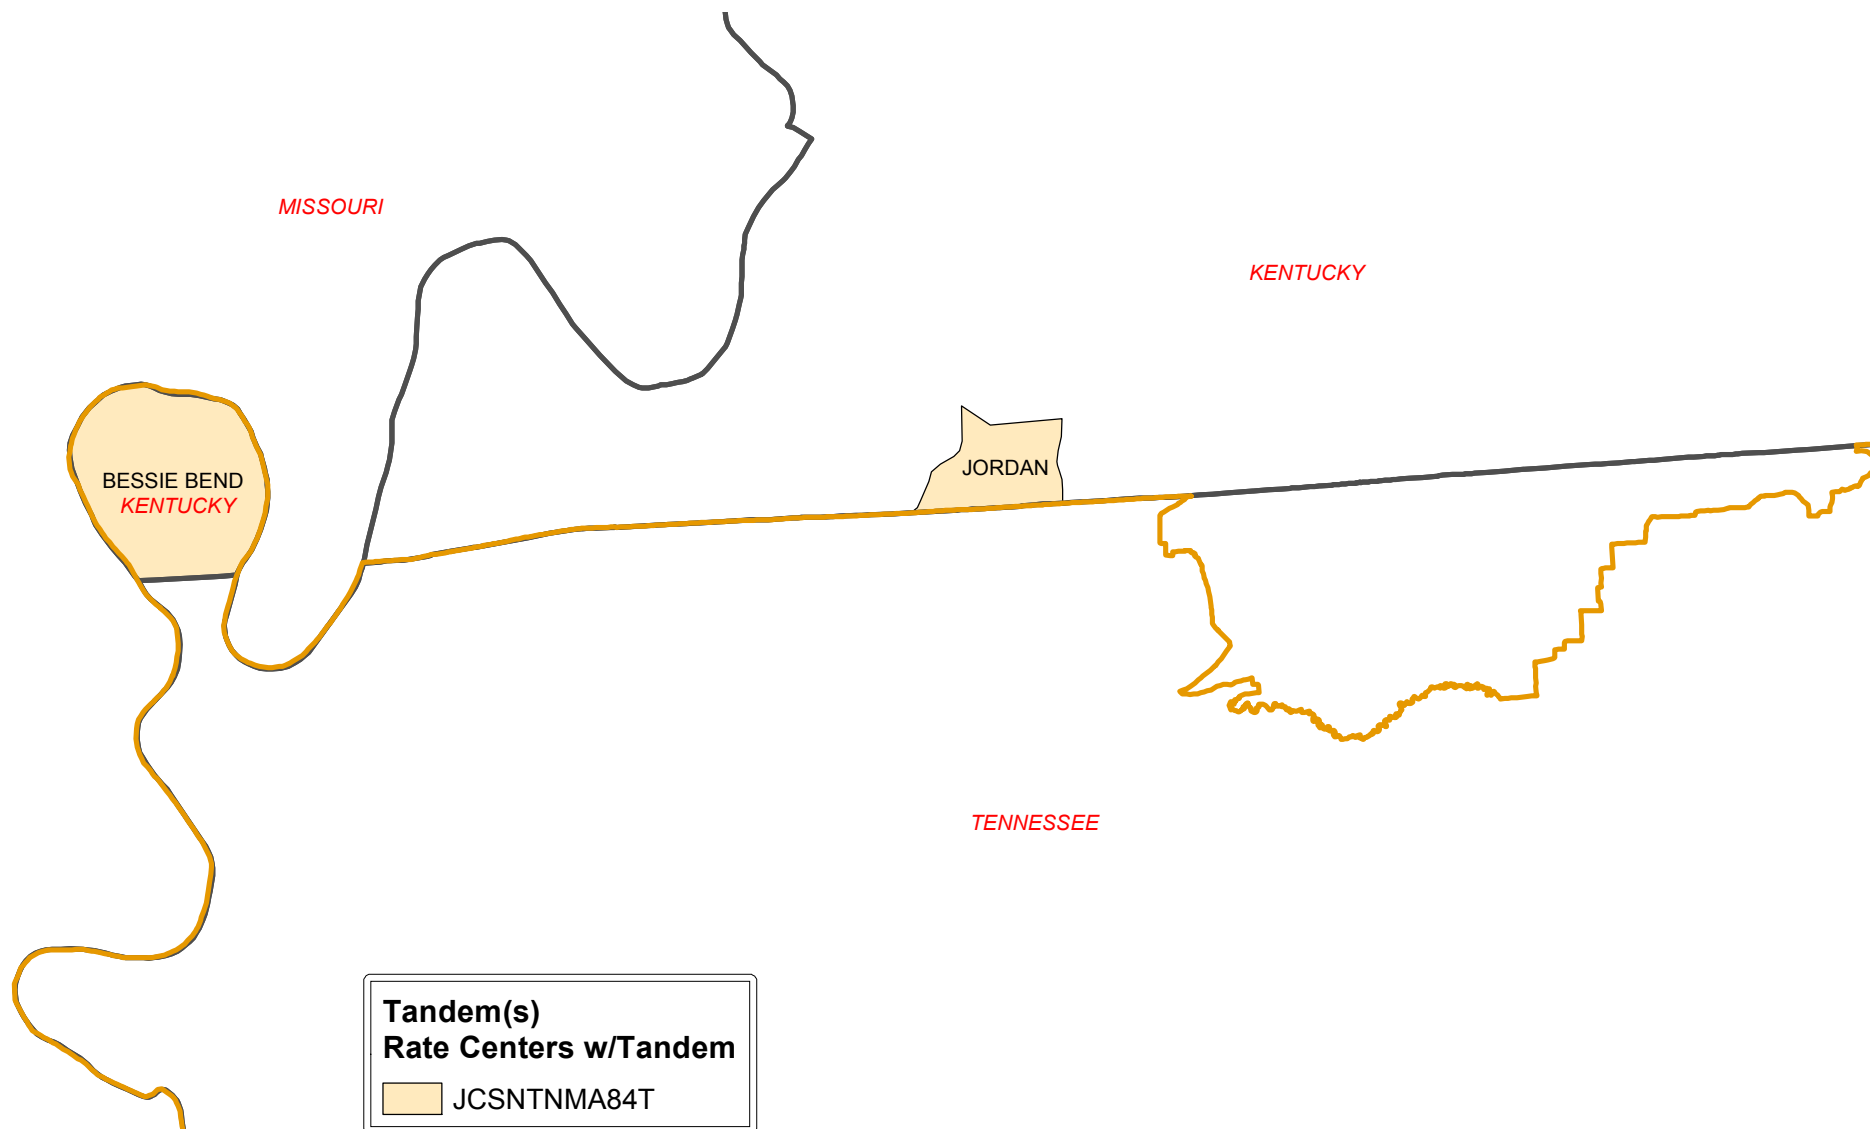 MISSOURI
KENTUCKY
JORDAN
BESSIE BEND
KENTUCKY
TENNESSEE
Tandem(s)
Rate Centers w/Tandem
JCSNTNMA84T